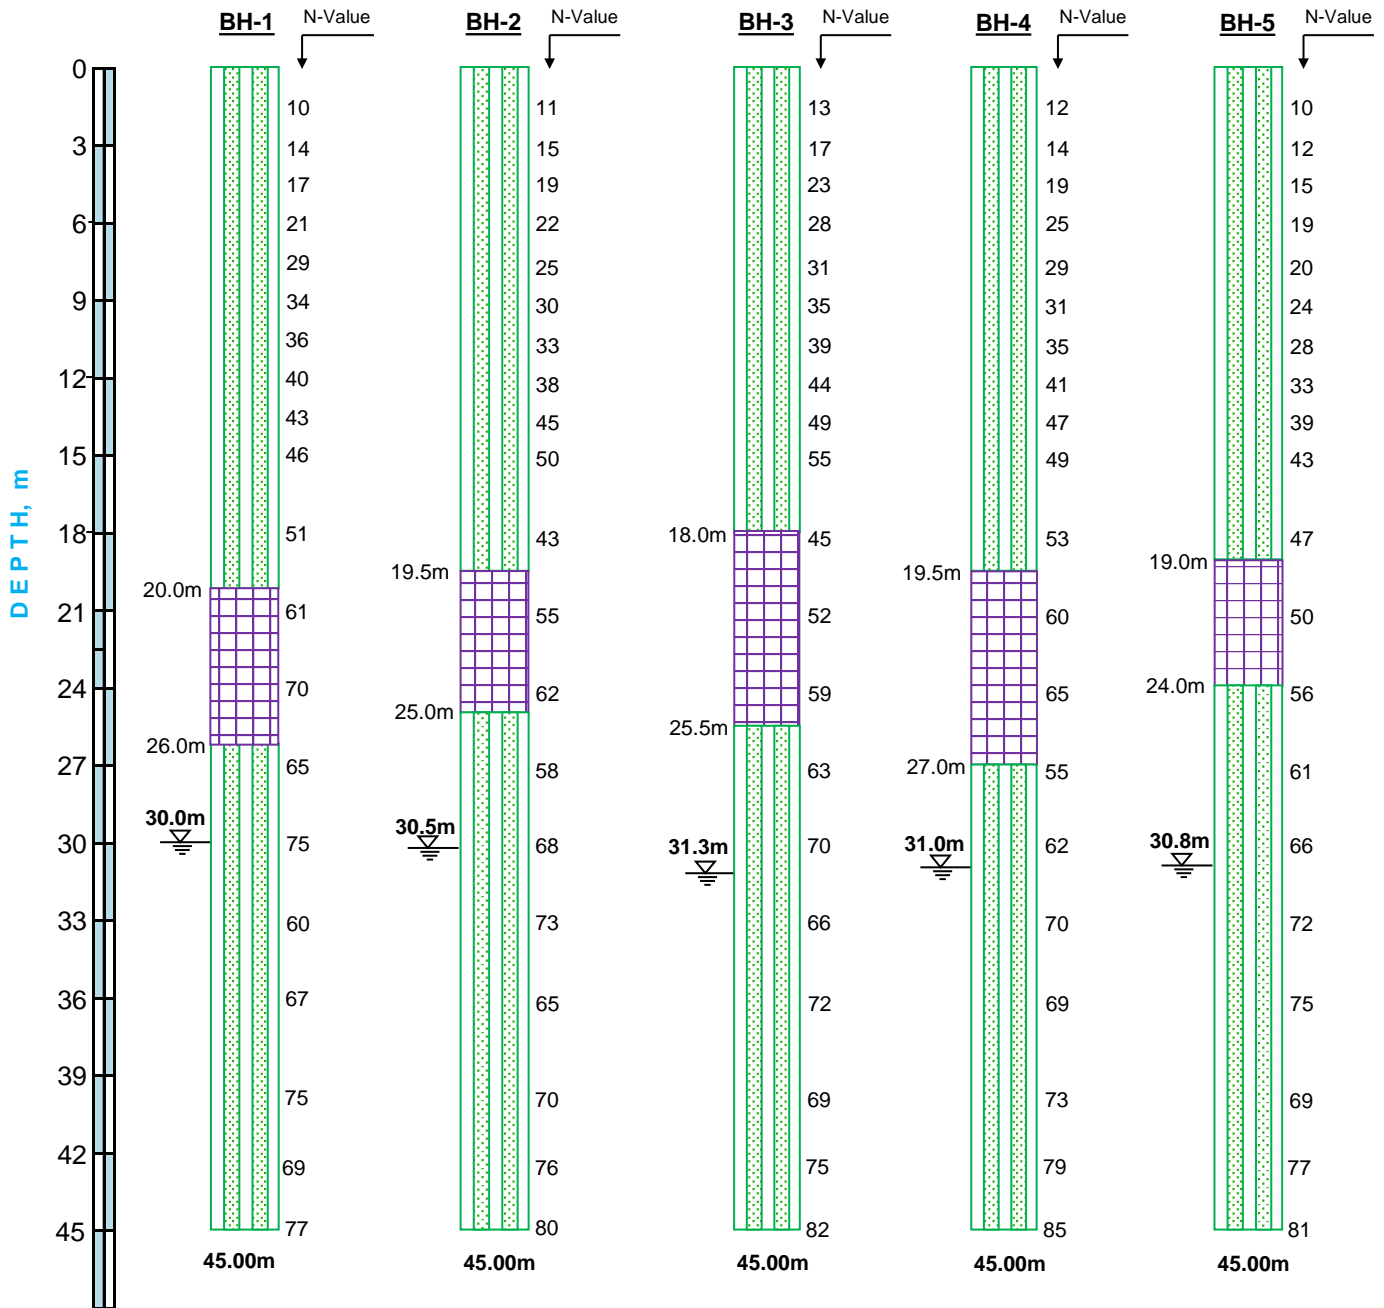 BH-1 N-Value BH-2 N-Value BH-3 N-Value BH-4 N-Value BH-5 N-Value
0
10 11 13 12 10
3 14 15 17 14 12
17 19 23 19 15
6 21 22 28 25 19
29 25 31 29 20
9 34 30 35 31 24
36 33 39 35 28
12 40 38 44 41 33
43 45 49 47 39
15 46 50 55 49 43
DEPTH, m
18 51 43 18.0m 45 53 47
20.0m 19.5m 19.5m 19.0m
21 61 55 52 60 50
24 70 62 59 65 24.0m 56
26.0m 25.0m 25.5m
27 65 58 63 27.0m 55 61
30.0m 30.5m 31.3m 31.0m 30.8m
30 75 68 70 62 66
33 60 73 66 70 72
36 67 65 72 69 75
39 75 70 69 73 69
42 69 76 75 79 77
45 77 80 82 85 81
45.00m 45.00m 45.00m 45.00m 45.00m